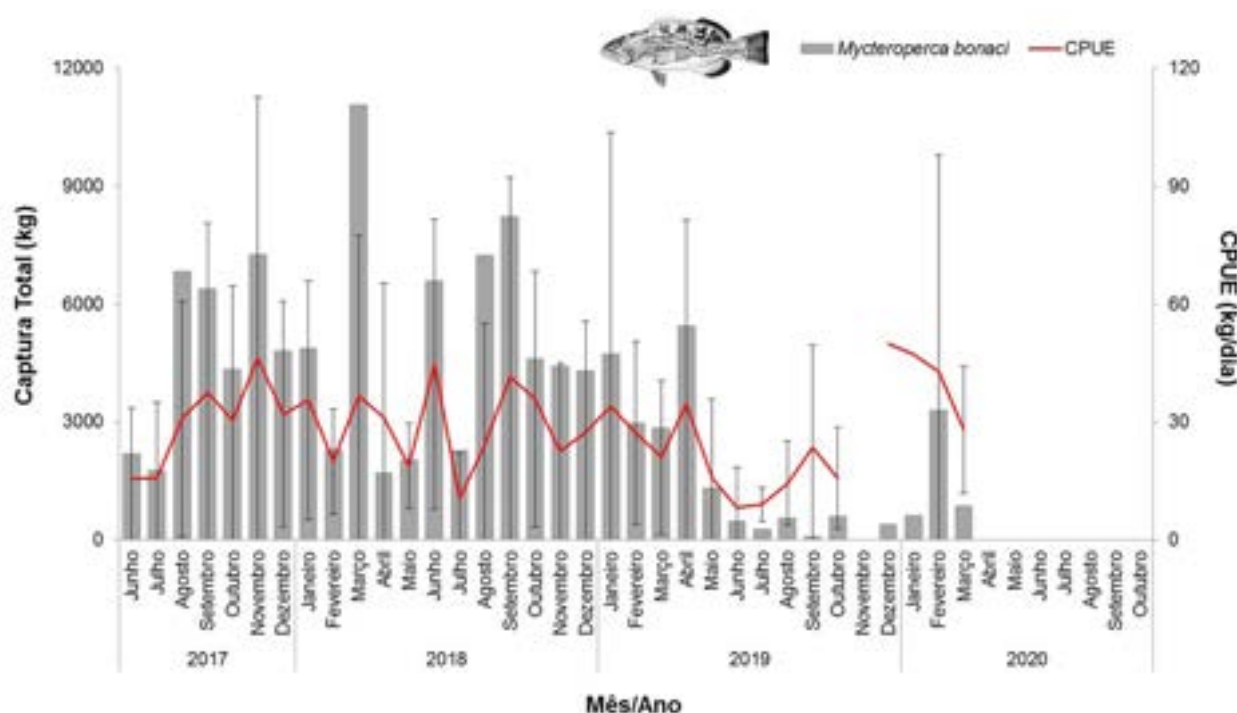 Mycteroperca bonaci CPUE
12000
9000
6000
3000
0
Captura Total (kg)
120
90
60
30
0
CPUE (kg/dia)
Junho
Julho
Agosto
Setembro
Outubro
Novembro
Dezembro
Janeiro
Fevereiro
Março
Abril
Maio
Junho
Julho
Agosto
Setembro
Outubro
Novembro
Dezembro
Janeiro
Fevereiro
Março
Abril
Maio
Junho
Julho
Agosto
Setembro
Outubro
Novembro
Dezembro
Janeiro
Fevereiro
Março
Abril
Maio
Junho
Julho
Agosto
Setembro
Outubro
2017 2018 2019 2020
Mês/Ano